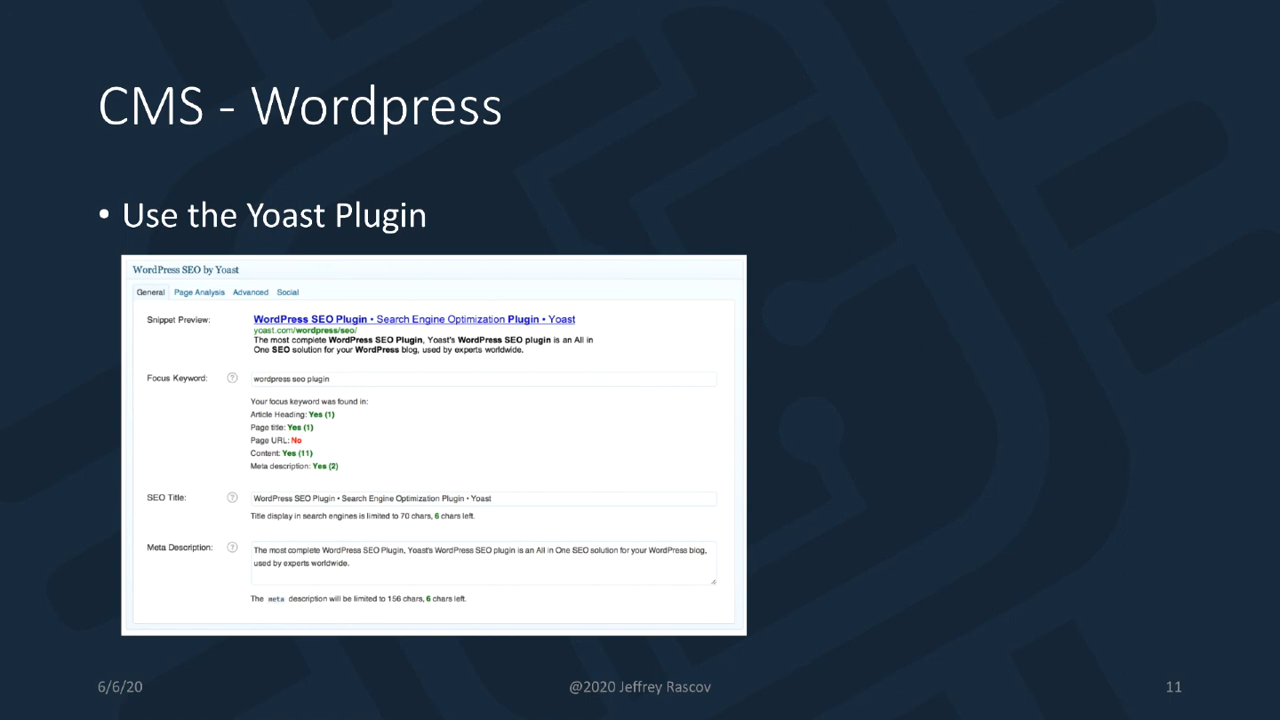 CMS - Wordpress
• Use the Yoast Plugin
WordPress SEO by Yoast
General Page Analysis Advanced Social
Snippet Preview: WordPress SEO Plugin • Search Engine Optimization Plugin • Yoast
yoast.com/wordpress/seo/
The most complete WordPress SEO Plugin, Yoast's WordPress SEO plugin is an All in
One SEO solution for your WordPress blog, used by experts worldwide.
Focus Keyword: ? wordpress seo plugin
Your focus keyword was found in:
Article Heading: Yes (1)
Page title: Yes (1)
Page URL: No
Content: Yes (11)
Meta description: Yes (2)
SEO Title: ? WordPress SEO Plugin • Search Engine Optimization Plugin • Yoast
Title display in search engines is limited to 70 chars, 6 chars left.
Meta Description: ? The most complete WordPress SEO Plugin, Yoast's WordPress SEO plugin is an All in One SEO solution for your WordPress blog,
used by experts worldwide.
The meta description will be limited to 156 chars, 6 chars left.
6/6/20 @2020 Jeffrey Rascov 11